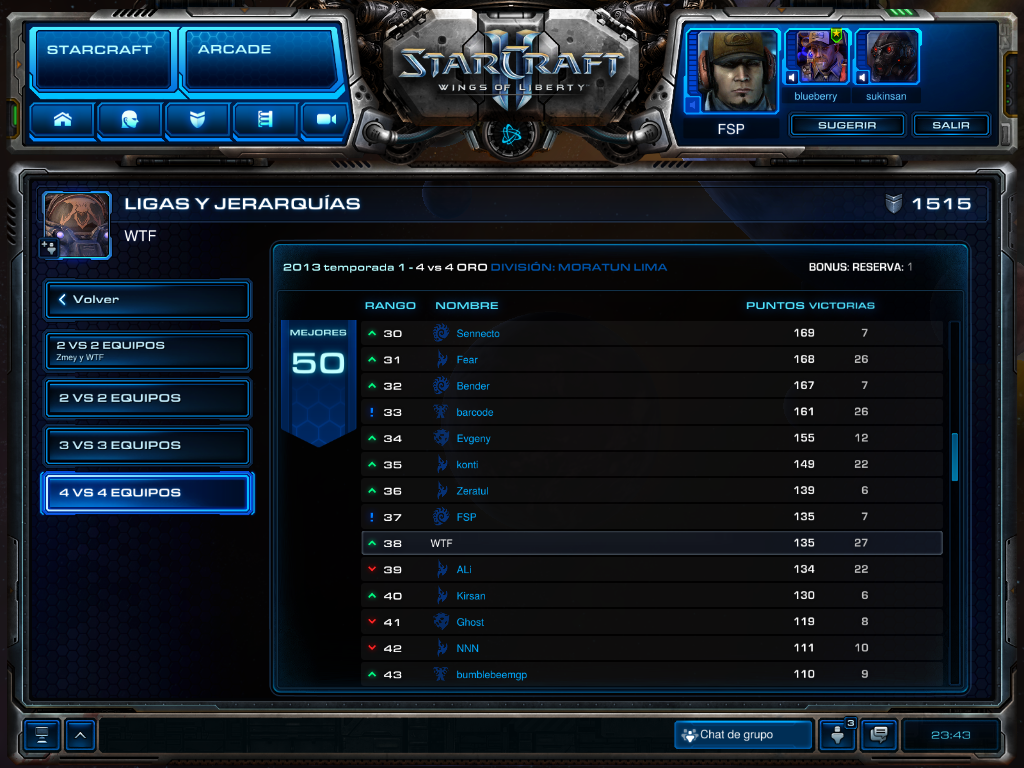 STARCRAFT
ARCADE
STARCRAFT
II
WINGS OF LIBERTY
FSP
blueberry
sukinsan
SUGERIR
SALIR
LIGAS Y JERARQUÍAS
1515
WTF
2013 temporada 1 - 4 vs 4 ORO DIVISIÓN: MORATUN LIMA
BONUS: RESERVA: 1
Volver
2 VS 2 EQUIPOS
Zmey y WTF
2 VS 2 EQUIPOS
3 VS 3 EQUIPOS
4 VS 4 EQUIPOS
RANGO NOMBRE PUNTOS VICTORIAS
MEJORES
50
30 Sennecto 169 7
31 Fear 168 26
32 Bender 167 7
! 33 barcode 161 26
34 Evgeny 155 12
35 konti 149 22
36 Zeratul 139 6
! 37 FSP 135 7
38 WTF 135 27
39 ALi 134 22
40 Kirsan 130 6
41 Ghost 119 8
42 NNN 111 10
43 bumblebeemgp 110 9
Chat de grupo
3
23:43